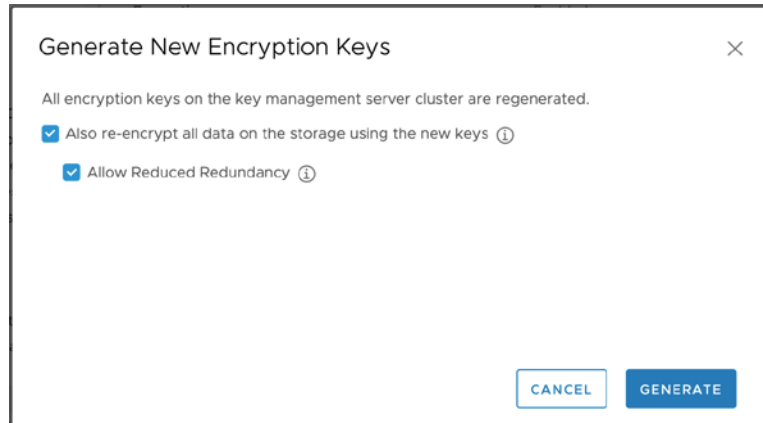 Generate New Encryption Keys
All encryption keys on the key management server cluster are regenerated.
Also re-encrypt all data on the storage using the new keys
Allow Reduced Redundancy
CANCEL
GENERATE